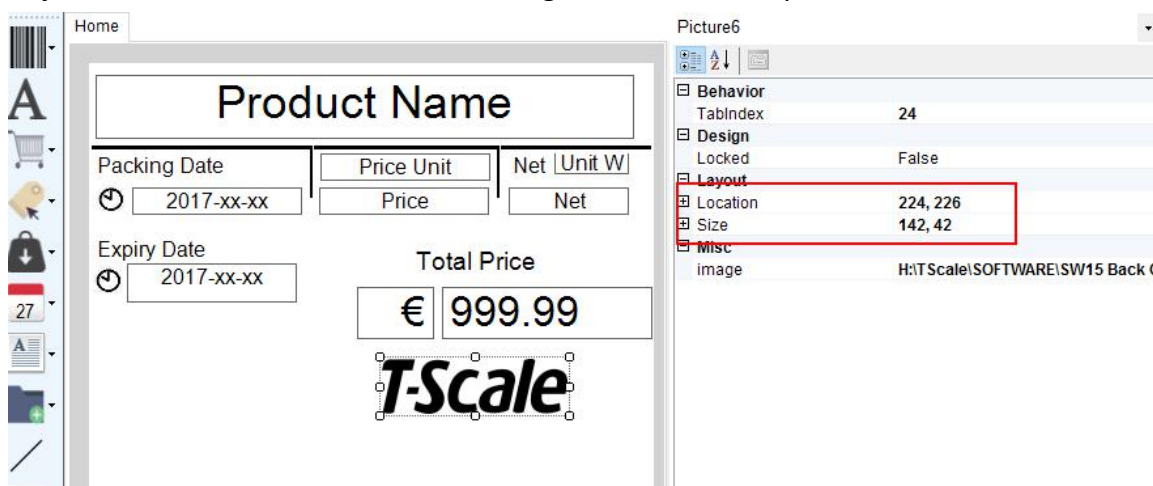 Home
Product Name
Packing Date
2017-xx-xx
Price Unit
Price
Net Unit W
Net
Expiry Date
2017-xx-xx
Total Price
€ 999.99
T-Scale
A
27
A
Picture6
A
Z
Behavior
TabIndex 24
Design
Locked False
Layout
Location 224, 226
Size 142, 42
Misc
image H:\TScale\SOFTWARE\SW15 Back